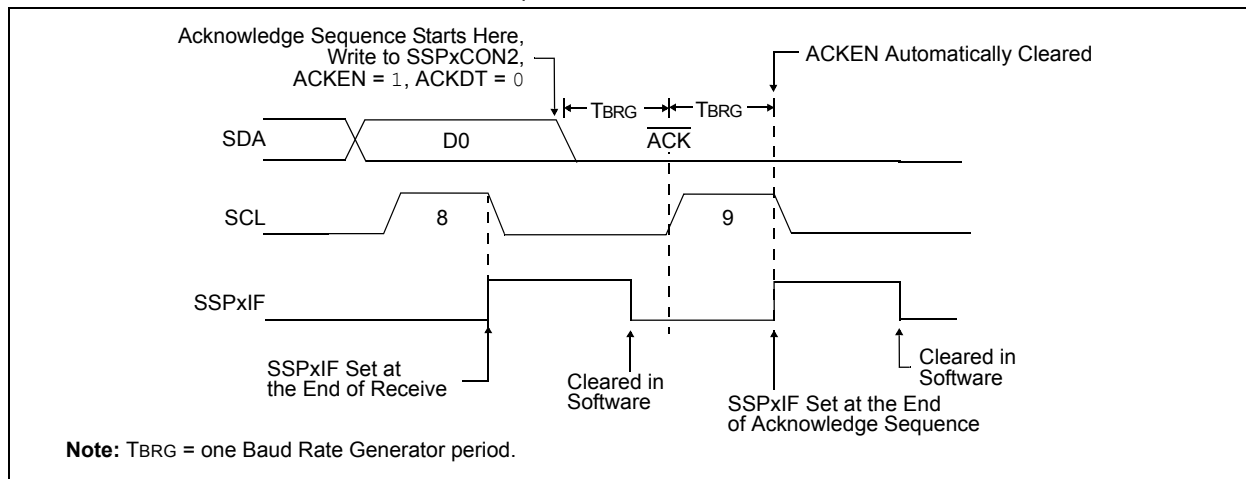 Acknowledge Sequence Starts Here,
Write to SSPxCON2,
ACKEN = 1, ACKDT = 0
ACKEN Automatically Cleared
TBRG
TBRG
SDA
D0
ACK
SCL
8
9
SSPxIF
SSPxIF Set at
the End of Receive
Cleared in
Software
SSPxIF Set at the End
of Acknowledge Sequence
Cleared in
Software
Note: TBRG = one Baud Rate Generator period.